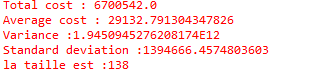 Total cost : 6700542.0
Average cost : 29132.791304347826
Variance :1.9450945276208174E12
Standard deviation :1394666.4574803603
la taille est :138